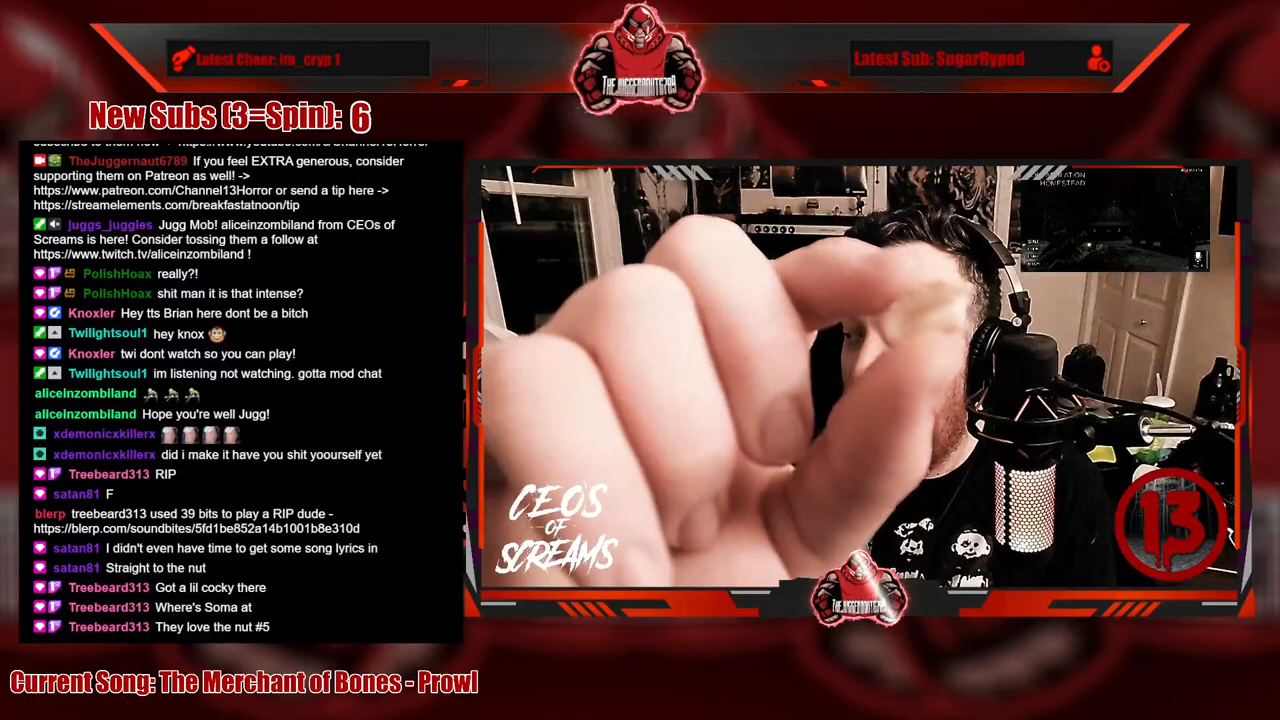 Latest Cheer: im_cryp 1
THEJUGGERNAUT6789
Latest Sub: SugarHyped
New Subs (3=Spin): 6
TheJuggernaut6789 If you feel EXTRA generous, consider
supporting them on Patreon as well! ->
https://www.patreon.com/Channel13Horror or send a tip here ->
https://streamelements.com/breakfastatnoon/tip
juggs_juggies Jugg Mob! aliceinzombiland from CEOs of
Screams is here! Consider tossing them a follow at
https://www.twitch.tv/aliceinzombiland !
PolishHoax really?!
PolishHoax shit man it is that intense?
Knoxler Hey tts Brian here dont be a bitch
Twilightsoul1 hey knox
Knoxler twi dont watch so you can play!
Twilightsoul1 im listening not watching. gotta mod chat
aliceinzombiland
aliceinzombiland Hope you're well Jugg!
xdemonicxkillerx
xdemonicxkillerx did i make it have you shit yoourself yet
Treebeard313 RIP
satan81 F
blerp treebeard313 used 39 bits to play a RIP dude -
https://blerp.com/soundbites/5fd1be852a14b1001b8e310d
satan81 I didn't even have time to get some song lyrics in
satan81 Straight to the nut
Treebeard313 Got a lil cocky there
Treebeard313 Where's Soma at
Treebeard313 They love the nut #5
HOMESTEAD
CEOS
OF
SCREAMS
13
THEJUGGERNAUT6789
Current Song: The Merchant of Bones - Prowl